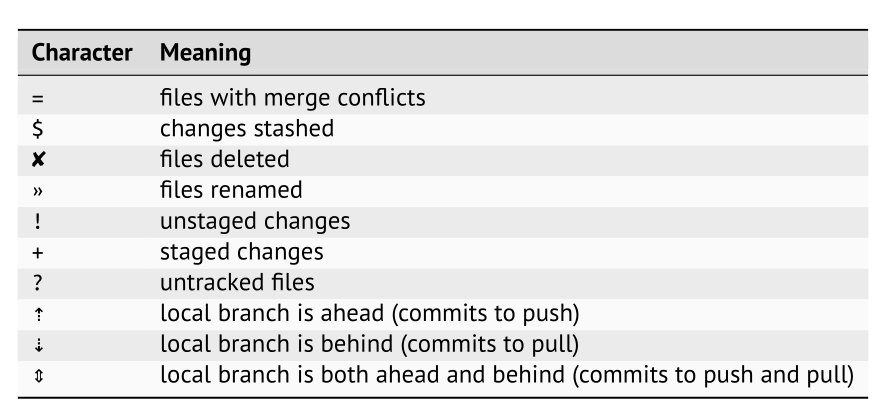 Character Meaning
= files with merge conflicts
$ changes stashed
✘ files deleted
» files renamed
! unstaged changes
+ staged changes
? untracked files
⇡ local branch is ahead (commits to push)
⇣ local branch is behind (commits to pull)
⇕ local branch is both ahead and behind (commits to push and pull)